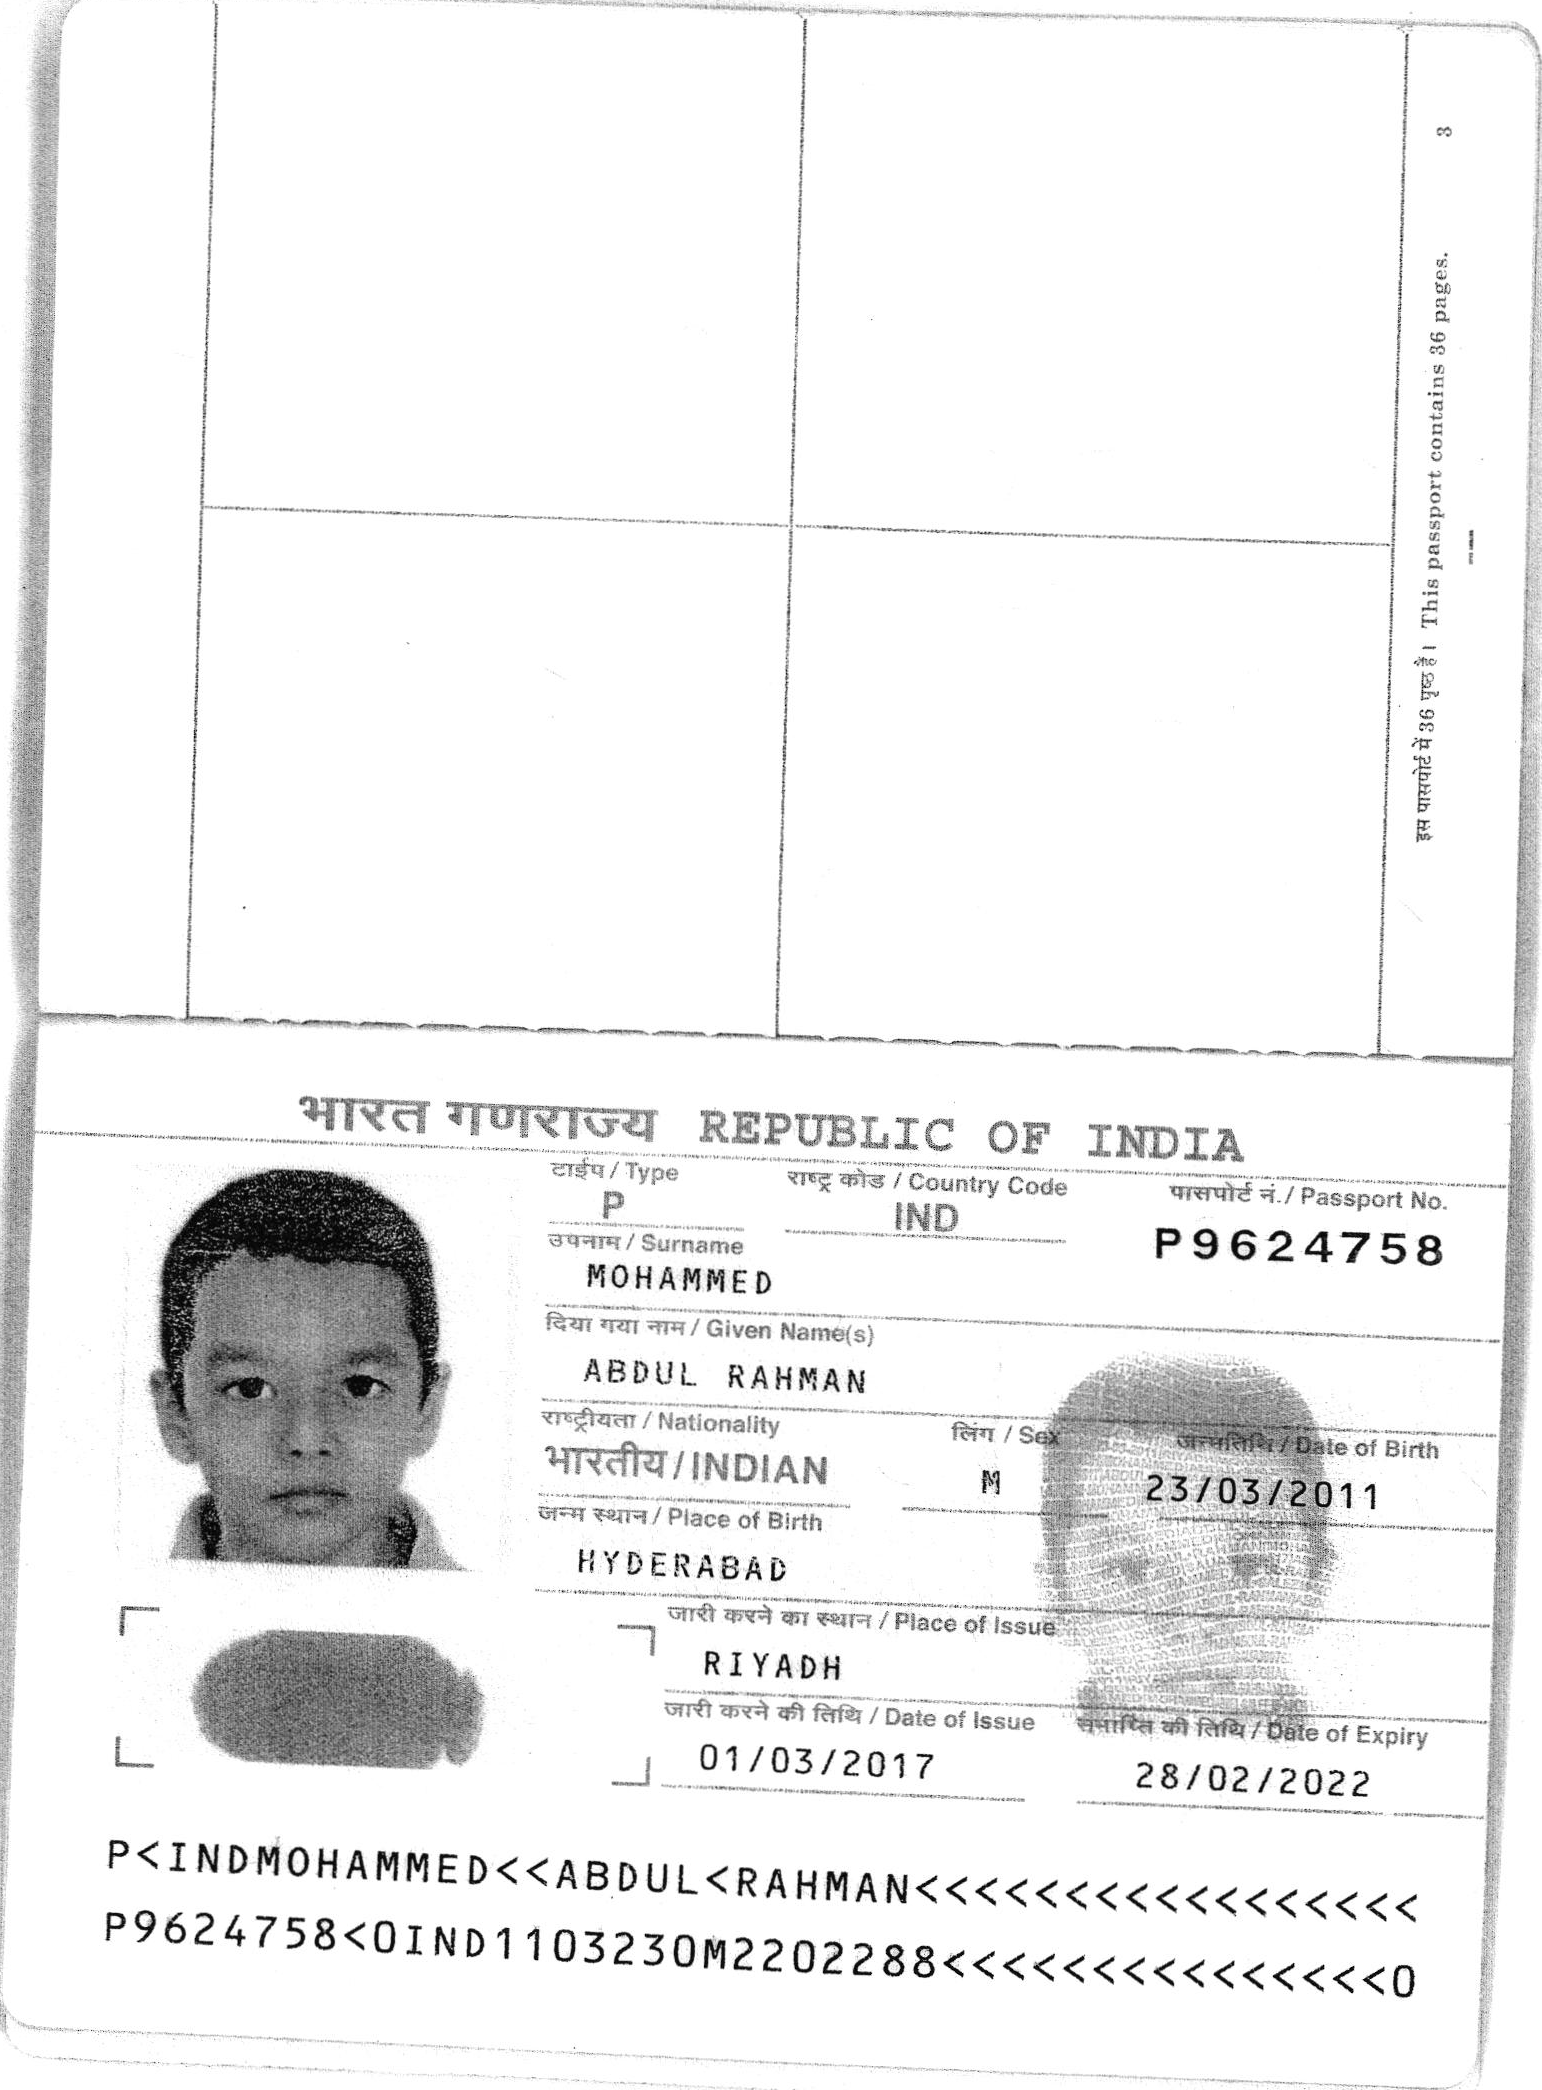 3
इस पासपोर्ट में 36 पृष्ठ हैं। This passport contains 36 pages.
भारत गणराज्य REPUBLIC OF INDIA
टाईप / Type राष्ट्र कोड / Country Code पासपोर्ट नं. / Passport No.
P IND P9624758
उपनाम / Surname
MOHAMMED
दिया गया नाम / Given Name(s)
ABDUL RAHMAN
राष्ट्रीयता / Nationality लिंग / Sex जन्मतिथि / Date of Birth
भारतीय / INDIAN M 23/03/2011
जन्म स्थान / Place of Birth
HYDERABAD
जारी करने का स्थान / Place of Issue
RIYADH
जारी करने की तिथि / Date of Issue समाप्ति की तिथि / Date of Expiry
01/03/2017 28/02/2022
P<INDMOHAMMED<<ABDUL<RAHMAN<<<<<<<<<<<<<<<<<
P9624758<0IND1103230M2202288<<<<<<<<<<<<<<<0